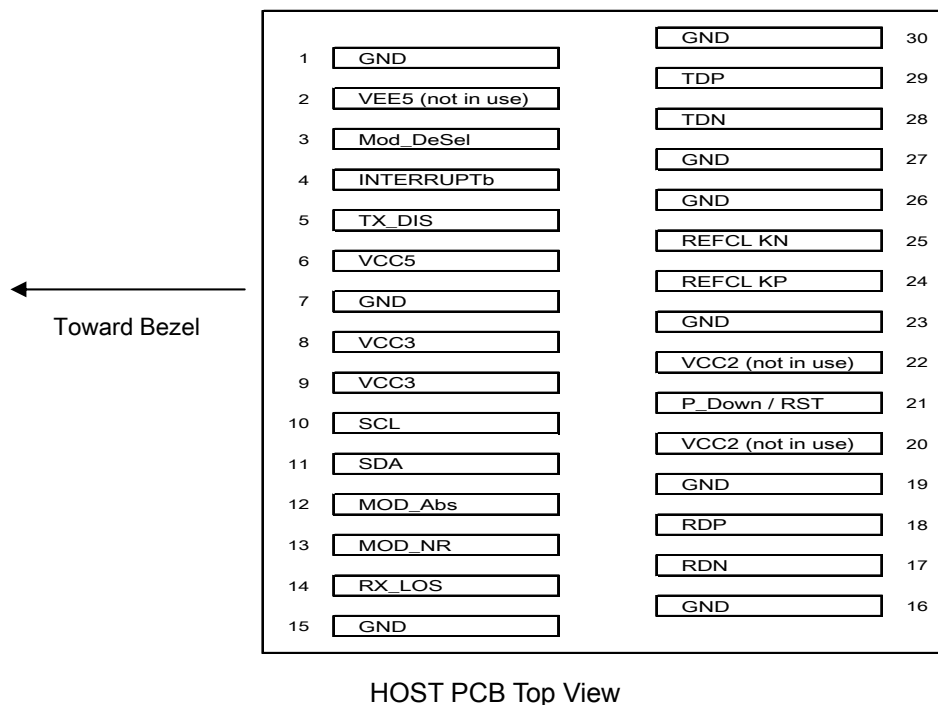 1 GND
2 VEE5 (not in use)
3 Mod_DeSel
4 INTERRUPTb
5 TX_DIS
6 VCC5
7 GND
8 VCC3
9 VCC3
10 SCL
11 SDA
12 MOD_Abs
13 MOD_NR
14 RX_LOS
15 GND
GND 30
TDP 29
TDN 28
GND 27
GND 26
REFCL KN 25
REFCL KP 24
GND 23
VCC2 (not in use) 22
P_Down / RST 21
VCC2 (not in use) 20
GND 19
RDP 18
RDN 17
GND 16
Toward Bezel
HOST PCB Top View